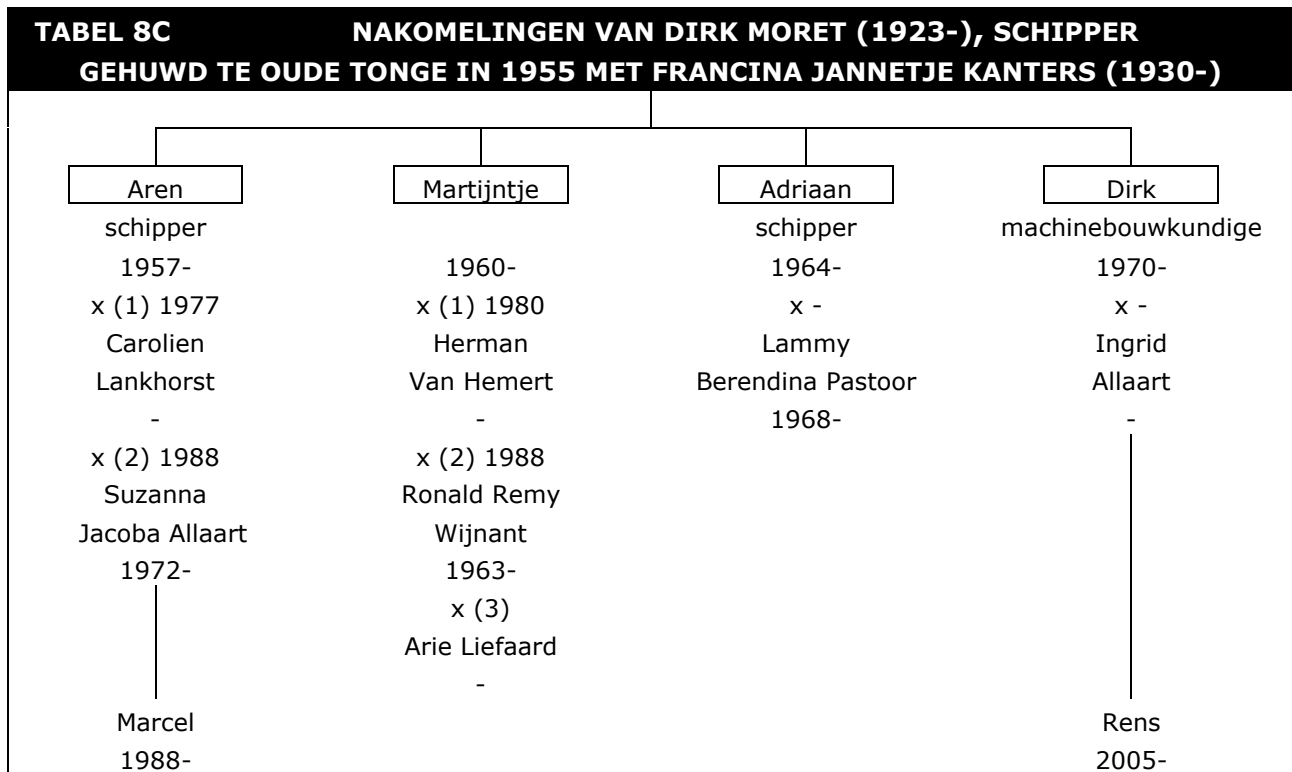 TABEL 8C NAKOMELINGEN VAN DIRK MORET (1923-), SCHIPPER
GEHUWD TE OUDE TONGE IN 1955 MET FRANCINA JANNETJE KANTERS (1930-)
Aren Martijntje Adriaan Dirk
schipper schipper machinebouwkundige
1957- 1960- 1964- 1970-
x (1) 1977 x (1) 1980 x - x -
Carolien Herman Lammy Ingrid
Lankhorst Van Hemert Berendina Pastoor Allaart
- - 1968- -
x (2) 1988 x (2) 1988
Suzanna Ronald Remy
Jacoba Allaart Wijnant
1972- 1963-
x (3)
Arie Liefaard
-
Marcel Rens
1988- 2005-